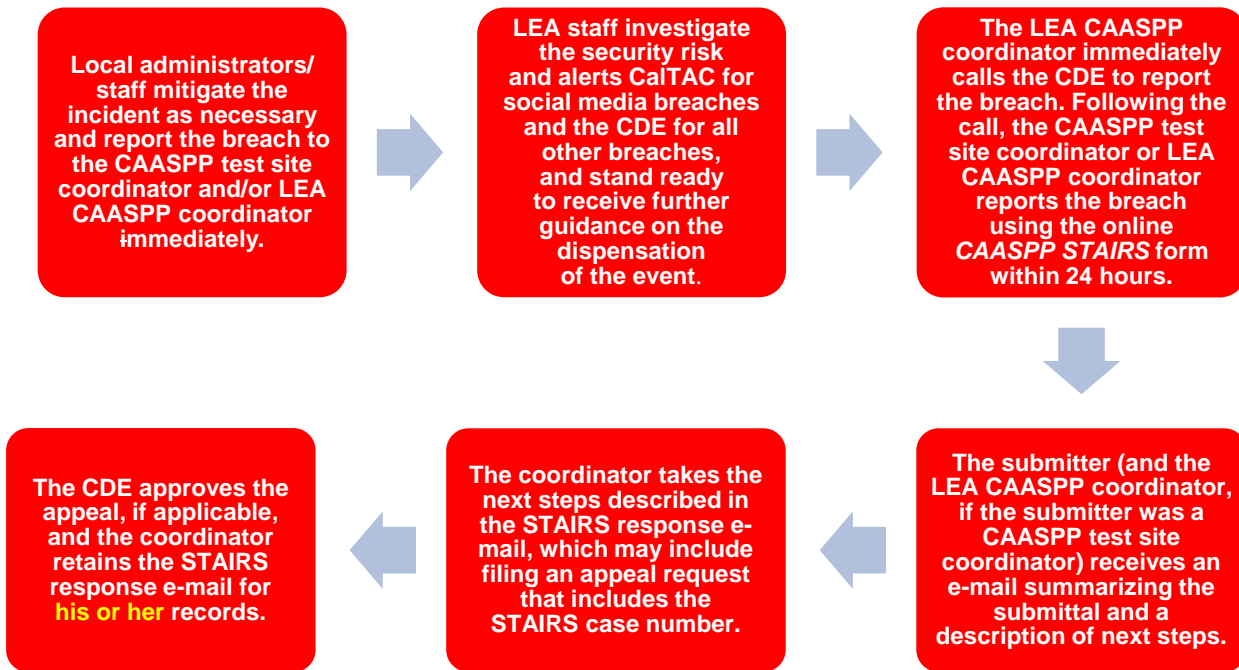 Local administrators/
staff mitigate the
incident as necessary
and report the breach to
the CAASPP test site
coordinator and/or LEA
CAASPP coordinator
immediately.
LEA staff investigate
the security risk
and alerts CalTAC for
social media breaches
and the CDE for all
other breaches,
and stand ready
to receive further
guidance on the
dispensation
of the event.
The LEA CAASPP
coordinator immediately
calls the CDE to report
the breach. Following the
call, the CAASPP test
site coordinator or LEA
CAASPP coordinator
reports the breach
using the online
CAASPP STAIRS form
within 24 hours.
The submitter (and the
LEA CAASPP coordinator,
if the submitter was a
CAASPP test site
coordinator) receives an
e-mail summarizing the
submittal and a
description of next steps.
The coordinator takes the
next steps described in
the STAIRS response e-
mail, which may include
filing an appeal request
that includes the
STAIRS case number.
The CDE approves the
appeal, if applicable,
and the coordinator
retains the STAIRS
response e-mail for
his or her records.